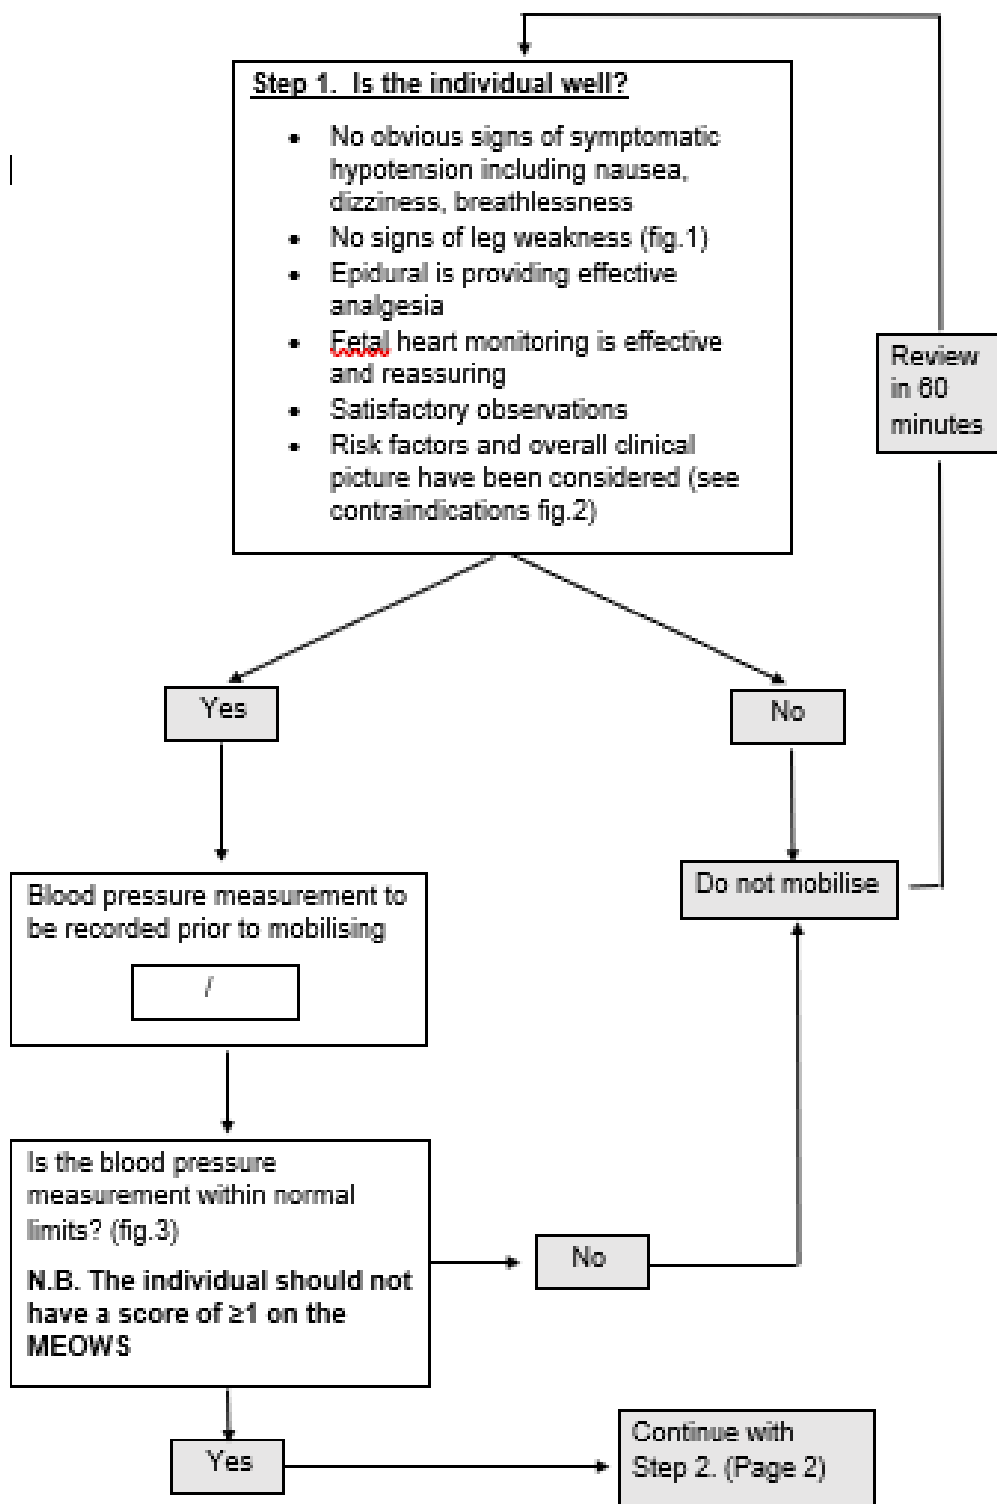 Step 1. Is the individual well?
• No obvious signs of symptomatic
hypotension including nausea,
dizziness, breathlessness
• No signs of leg weakness (fig.1)
• Epidural is providing effective
analgesia
• Fetal heart monitoring is effective
and reassuring
• Satisfactory observations
• Risk factors and overall clinical
picture have been considered (see
contraindications fig.2)
Review
in 60
minutes
Yes
No
Blood pressure measurement to
be recorded prior to mobilising
/
Do not mobilise
Is the blood pressure
measurement within normal
limits? (fig.3)
N.B. The individual should not
have a score of ≥1 on the
MEOWS
No
Yes
Continue with
Step 2. (Page 2)